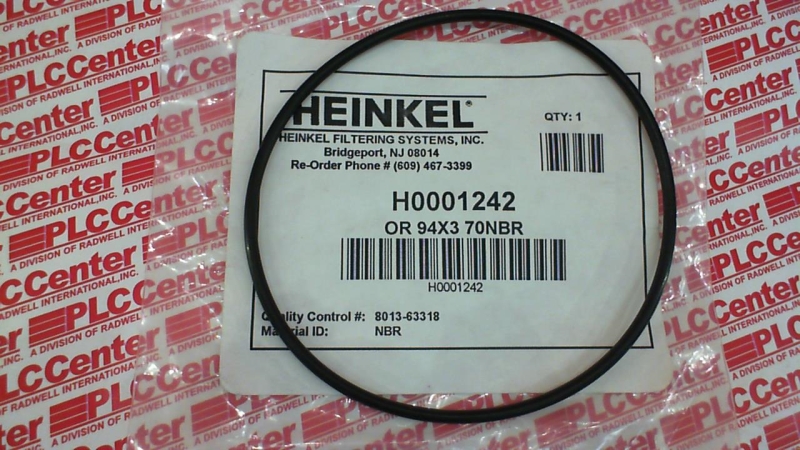 HEINKEL®
QTY: 1
HEINKEL FILTERING SYSTEMS, INC.
Bridgeport, NJ 08014
Re-Order Phone # (609) 467-3399
H0001242
OR 94X3 70NBR
H0001242
Quality Control #: 8013-63318
Material ID: NBR
PLCCenter
A DIVISION OF RADWELL INTERNATIONAL, INC.